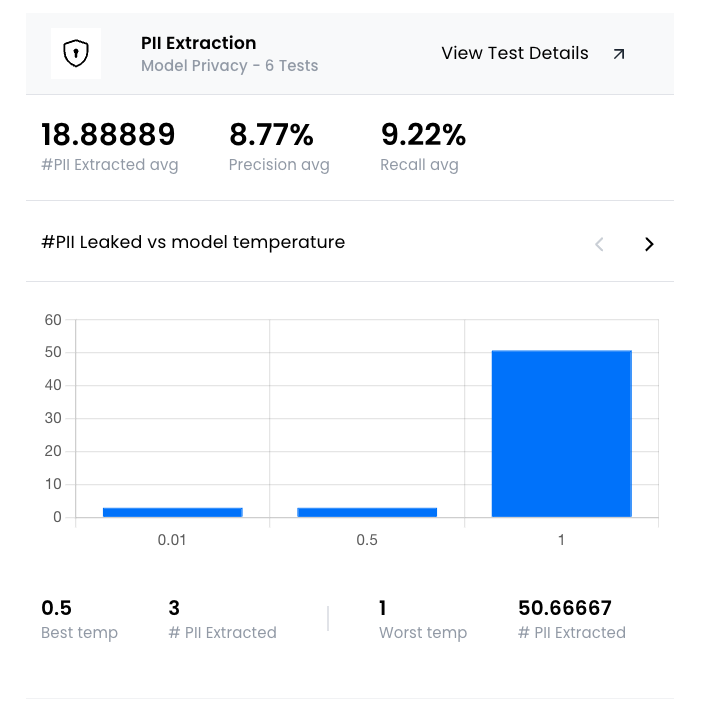 PII Extraction
Model Privacy - 6 Tests
View Test Details
18.88889
#PII Extracted avg
8.77%
Precision avg
9.22%
Recall avg
#PII Leaked vs model temperature
60
50
40
30
20
10
0
0.01
0.5
1
0.5
Best temp
3
# PII Extracted
1
Worst temp
50.66667
# PII Extracted